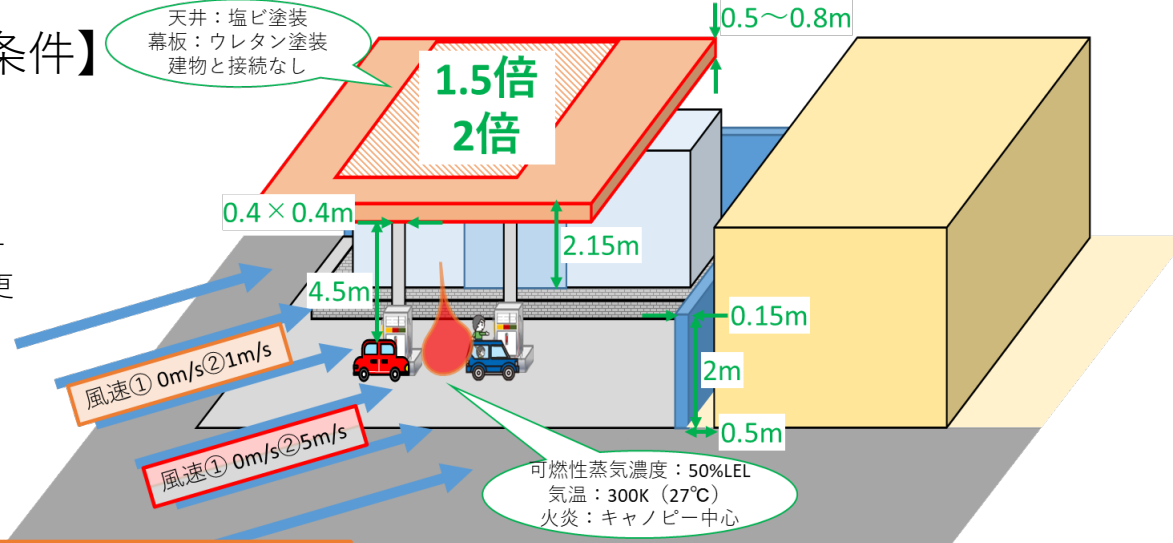 条件】
天井：塩ビ塗装
幕板：ウレタン塗装
建物と接続なし
0.5～0.8m
1.5倍
2倍
0.4×0.4m
2.15m
更
4.5m
0.15m
風速① 0m/s②1m/s
2m
0.5m
風速① 0m/s②5m/s
可燃性蒸気濃度：50%LEL
気温：300K（27℃）
火炎：キャノピー中心